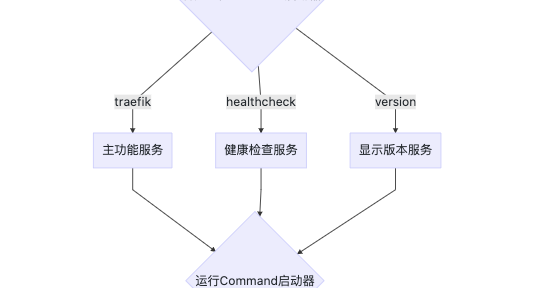 traefik
healthcheck
version
主功能服务
健康检查服务
显示版本服务
运行Command启动器